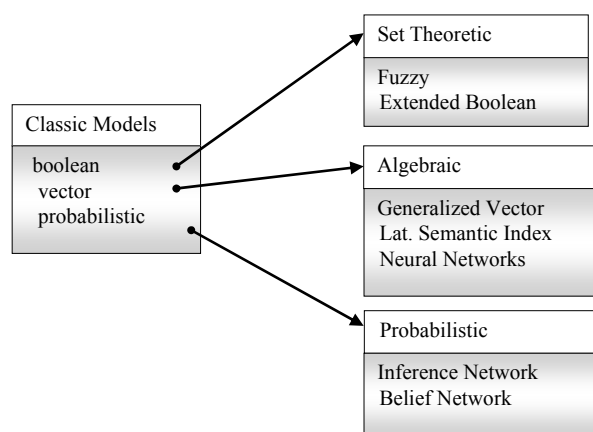 Classic Models
boolean
vector
probabilistic
Set Theoretic
Fuzzy
Extended Boolean
Algebraic
Generalized Vector
Lat. Semantic Index
Neural Networks
Probabilistic
Inference Network
Belief Network